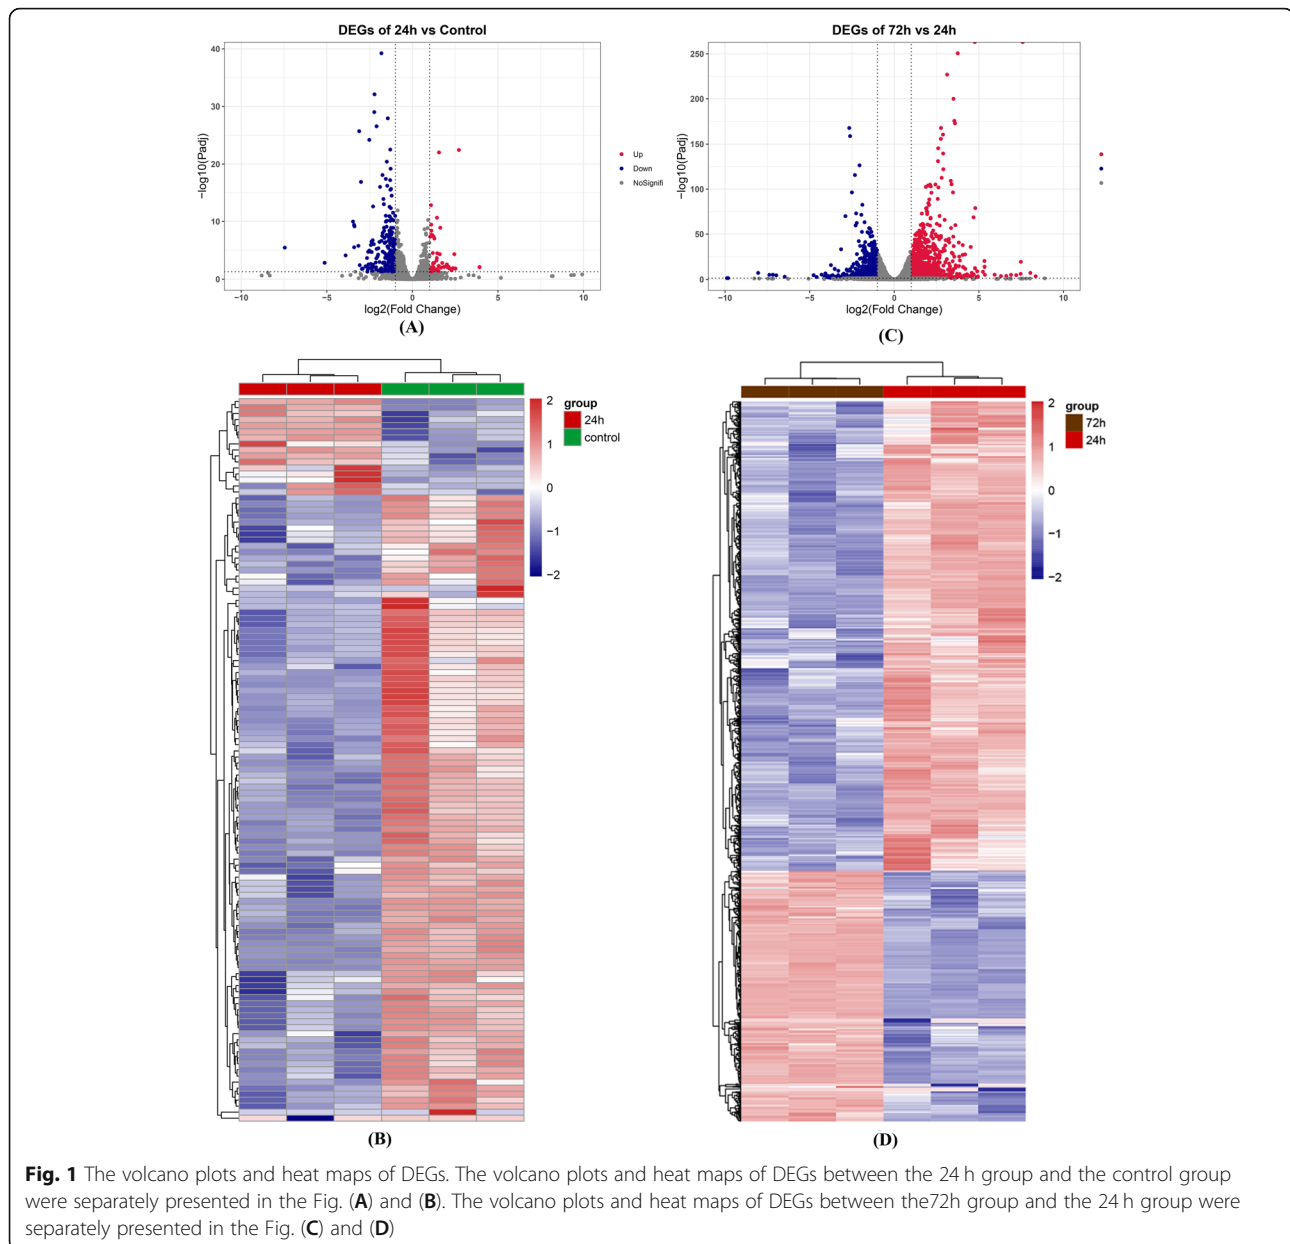 DEGs of 24h vs Control
40
30
20
10
0
−log10(Padj)
−10
−5
0
5
10
log2(Fold Change)
Up
Down
NoSignifi
(A)
DEGs of 72h vs 24h
250
200
150
100
50
0
−log10(Padj)
−10
−5
0
5
10
log2(Fold Change)
(C)
2
1
0
−1
−2
group
24h
control
(B)
2
1
0
−1
−2
group
72h
24h
(D)
Fig. 1 The volcano plots and heat maps of DEGs. The volcano plots and heat maps of DEGs between the 24 h group and the control group
were separately presented in the Fig. (A) and (B). The volcano plots and heat maps of DEGs between the72h group and the 24 h group were
separately presented in the Fig. (C) and (D)